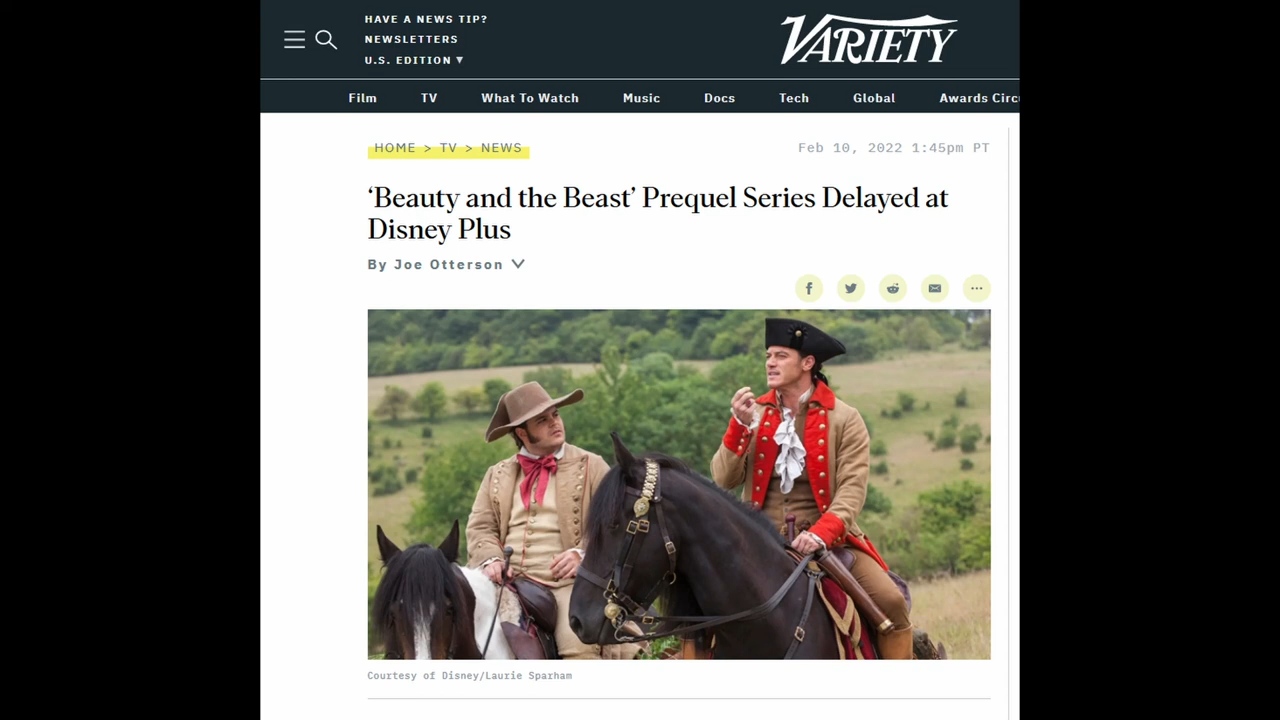 HAVE A NEWS TIP?
NEWSLETTERS
U.S. EDITION ▼
VARIETY
Film TV What To Watch Music Docs Tech Global Awards Circ
HOME > TV > NEWS
Feb 10, 2022 1:45pm PT
‘Beauty and the Beast’ Prequel Series Delayed at
Disney Plus
By Joe Otterson
Courtesy of Disney/Laurie Sparham